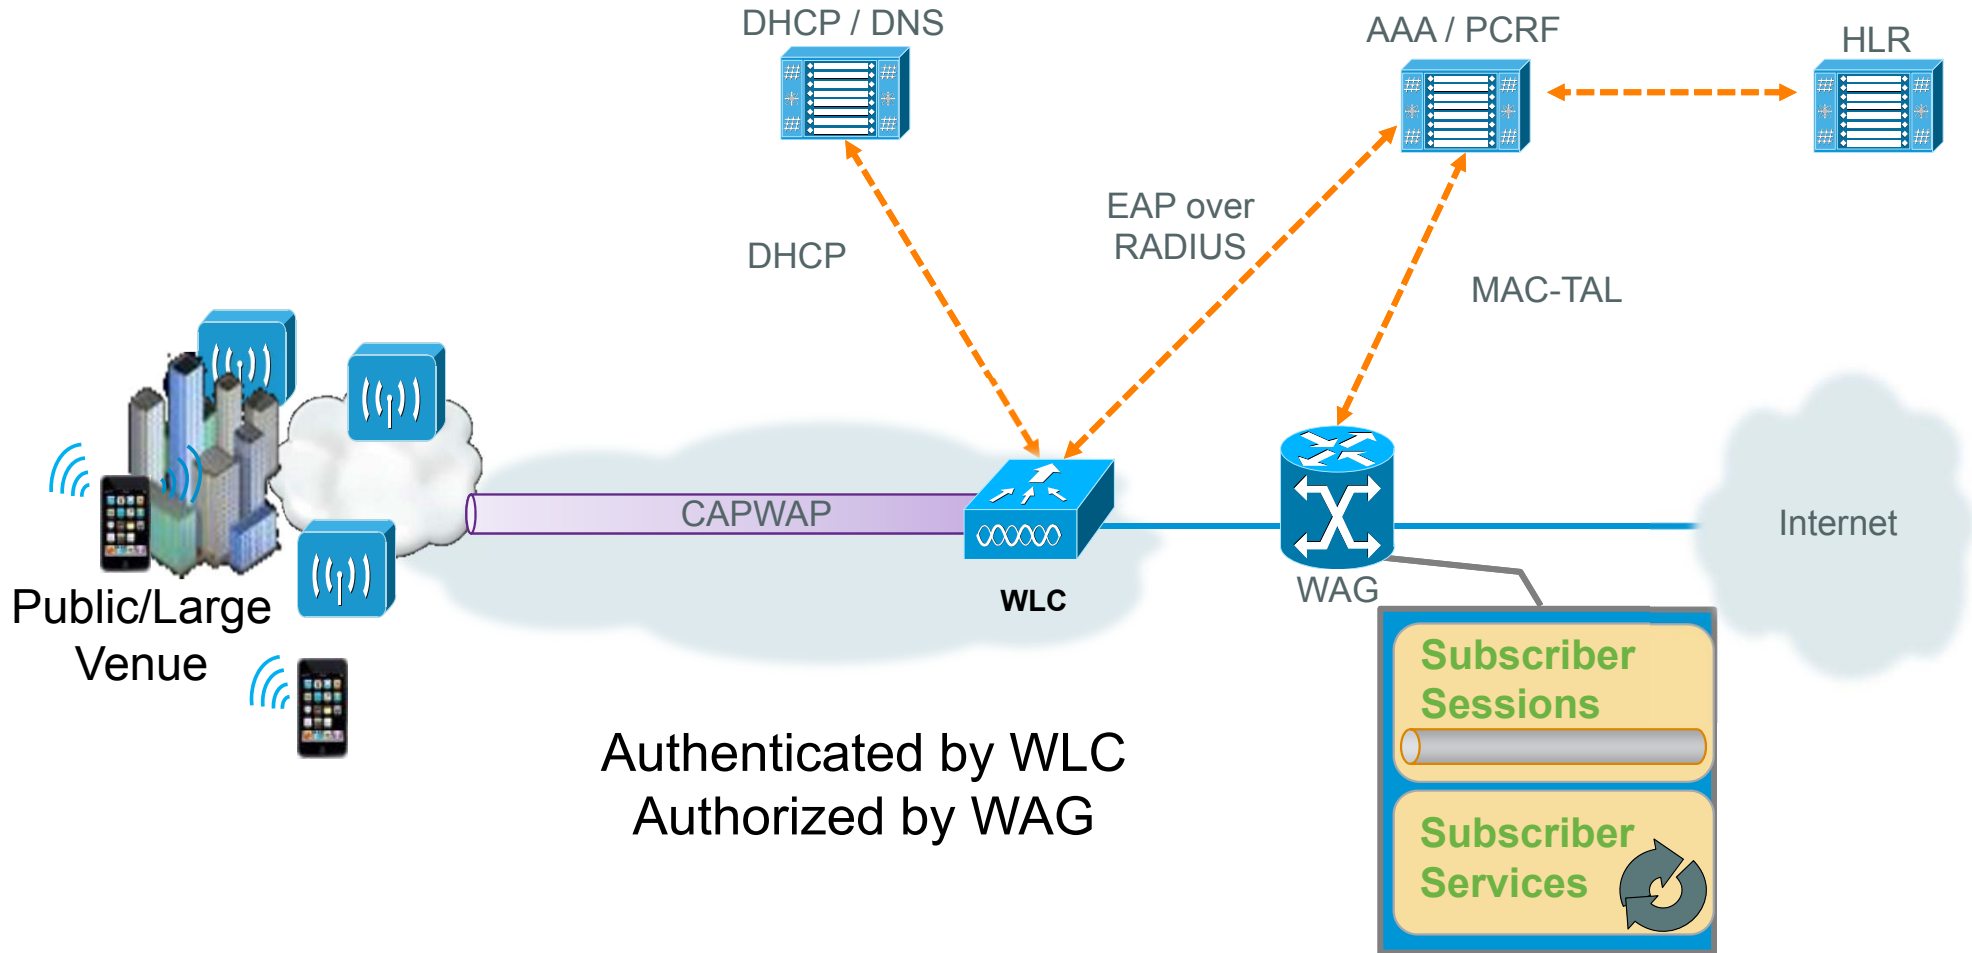 DHCP / DNS
AAA / PCRF
HLR
EAP over
RADIUS
DHCP
MAC-TAL
CAPWAP
Internet
WLC
WAG
Public/Large
Venue
Subscriber
Sessions
Authenticated by WLC
Authorized by WAG
Subscriber
Services